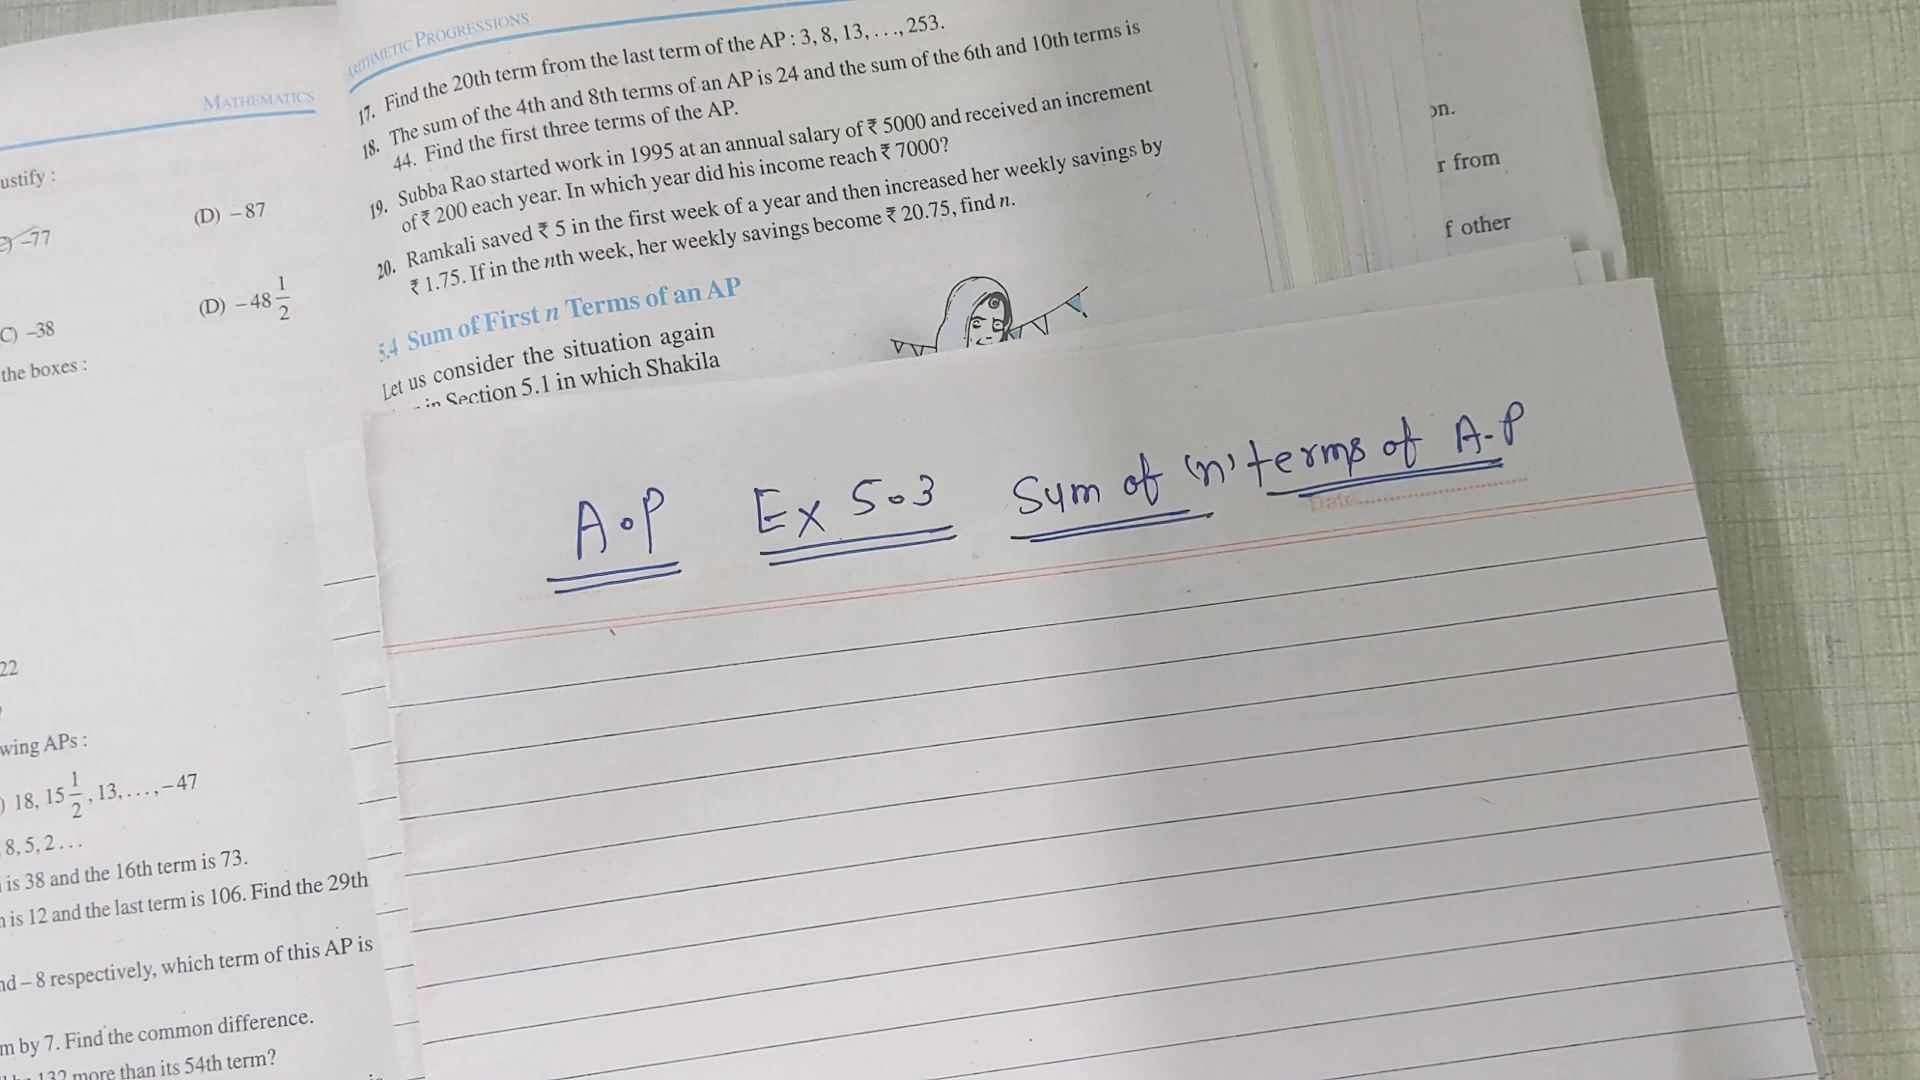 MATHEMATICS
ustify :
(D) – 87
–77
(D) – 48 1/2
C) –38
the boxes :
22
wing APs :
) 18, 15 1/2, 13, . . ., – 47
8, 5, 2 . . .
is 38 and the 16th term is 73.
is 12 and the last term is 106. Find the 29th
nd – 8 respectively, which term of this AP is
m by 7. Find the common difference.
132 more than its 54th term?
ARITHMETIC PROGRESSIONS
17. Find the 20th term from the last term of the AP : 3, 8, 13, . . ., 253.
18. The sum of the 4th and 8th terms of an AP is 24 and the sum of the 6th and 10th terms is
44. Find the first three terms of the AP.
19. Subba Rao started work in 1995 at an annual salary of ₹ 5000 and received an increment
of ₹ 200 each year. In which year did his income reach ₹ 7000?
20. Ramkali saved ₹ 5 in the first week of a year and then increased her weekly savings by
₹ 1.75. If in the nth week, her weekly savings become ₹ 20.75, find n.
5.4 Sum of First n Terms of an AP
Let us consider the situation again
in Section 5.1 in which Shakila
on.
r from
f other
A.P Ex 5.3 Sum of 'n' terms of A.P
Date